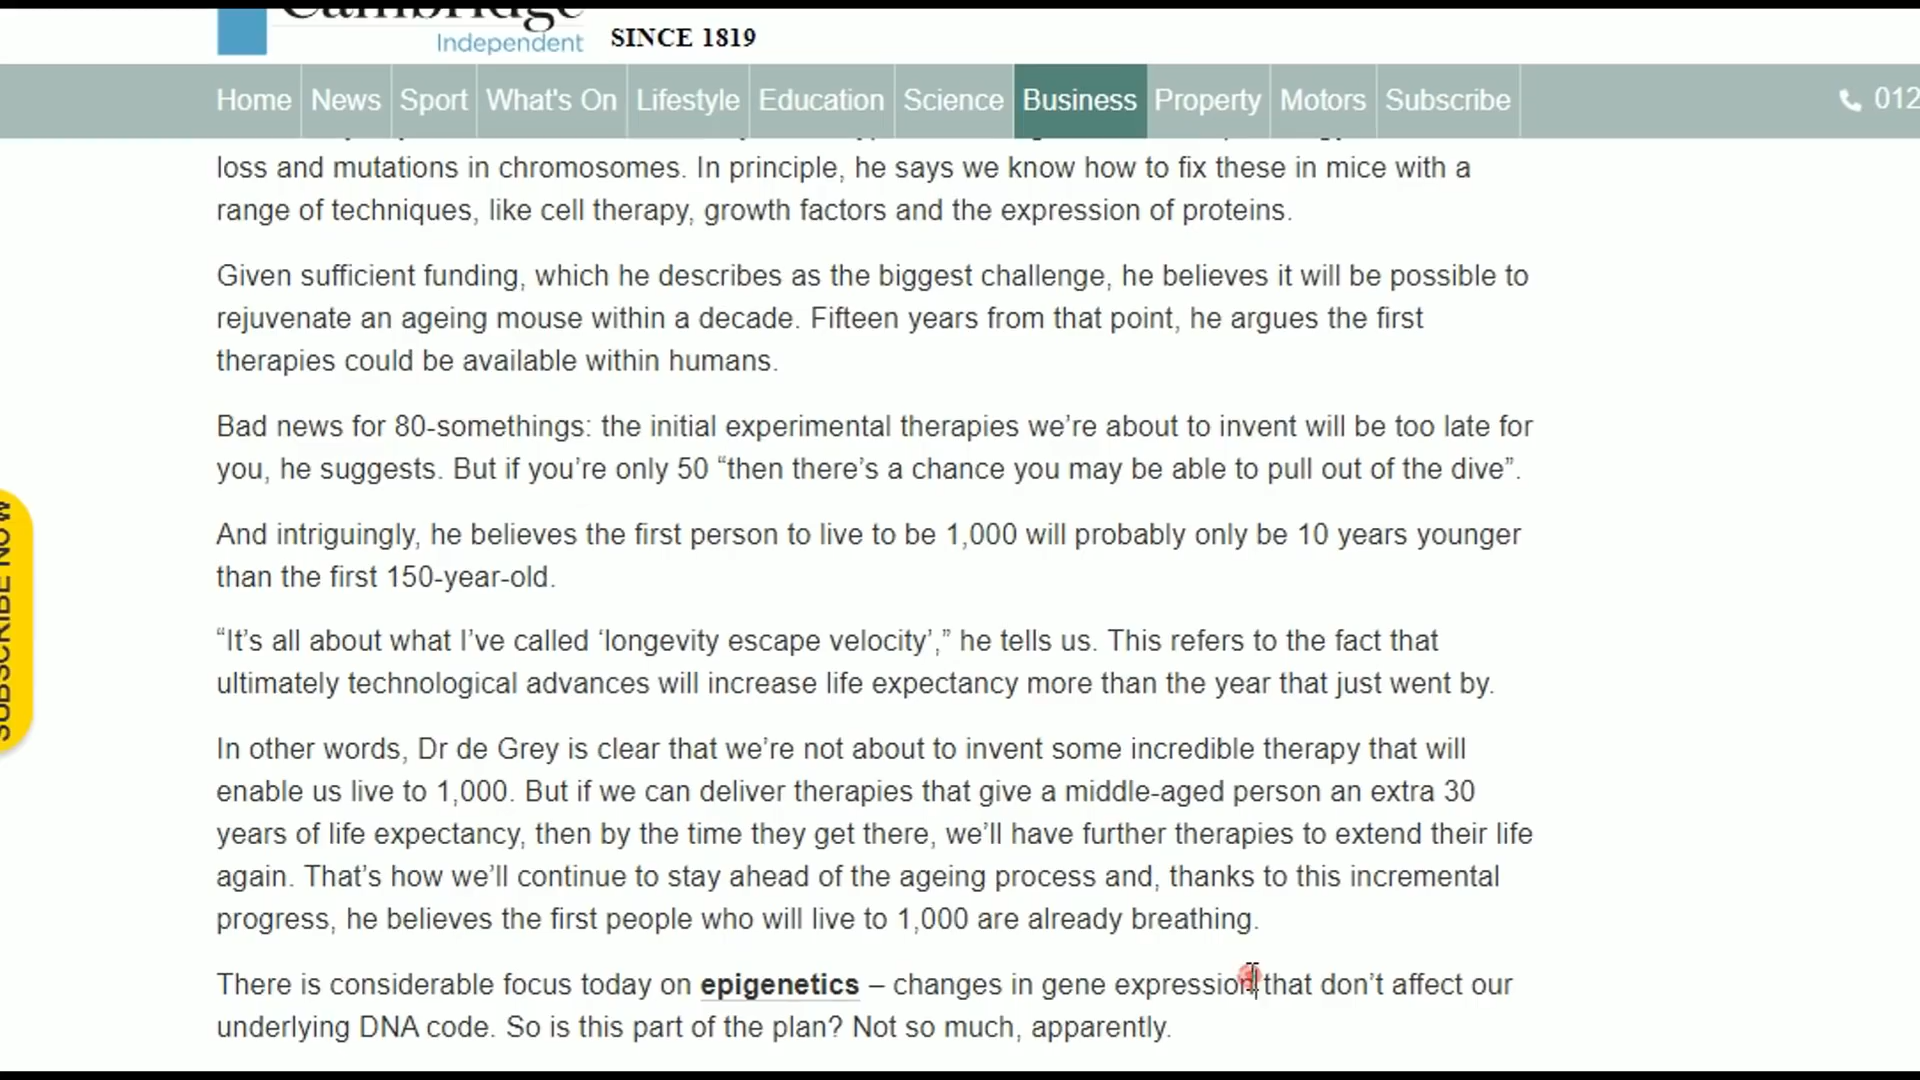 Cambridge
Independent
SINCE 1819
Home News Sport What's On Lifestyle Education Science Business Property Motors Subscribe 012
loss and mutations in chromosomes. In principle, he says we know how to fix these in mice with a
range of techniques, like cell therapy, growth factors and the expression of proteins.
Given sufficient funding, which he describes as the biggest challenge, he believes it will be possible to
rejuvenate an ageing mouse within a decade. Fifteen years from that point, he argues the first
therapies could be available within humans.
Bad news for 80-somethings: the initial experimental therapies we’re about to invent will be too late for
you, he suggests. But if you’re only 50 “then there’s a chance you may be able to pull out of the dive”.
And intriguingly, he believes the first person to live to be 1,000 will probably only be 10 years younger
than the first 150-year-old.
“It’s all about what I’ve called ‘longevity escape velocity’,” he tells us. This refers to the fact that
ultimately technological advances will increase life expectancy more than the year that just went by.
In other words, Dr de Grey is clear that we’re not about to invent some incredible therapy that will
enable us live to 1,000. But if we can deliver therapies that give a middle-aged person an extra 30
years of life expectancy, then by the time they get there, we’ll have further therapies to extend their life
again. That’s how we’ll continue to stay ahead of the ageing process and, thanks to this incremental
progress, he believes the first people who will live to 1,000 are already breathing.
There is considerable focus today on epigenetics – changes in gene expression that don’t affect our
underlying DNA code. So is this part of the plan? Not so much, apparently.
SUBSCRIBE NOW